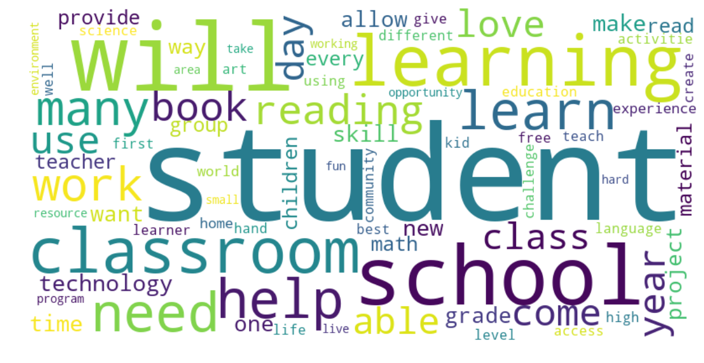 provide
science
environment
well
way
take
area
art
will
day
allow
give
different
working
every
using
love
make
read
activitie
learning
opportunity
education
create
many
book
reading
group
skill
learn
experience
use
first
kid
free
teach
teacher
student
material
work
world
children
fun
community
challenge
hard
small
want
resource
home
hand
learner
best
new
language
classroom
math
class
school
year
project
technology
program
need
help
one
life
live
able
grade
come
high
level
access
time